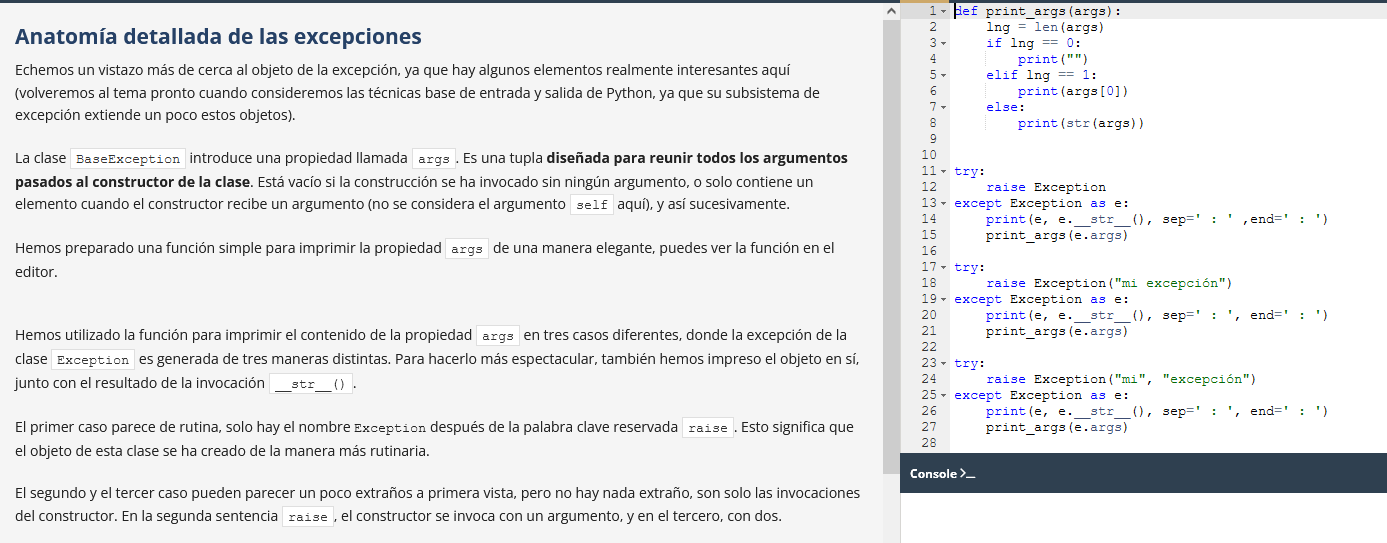 Anatomía detallada de las excepciones
Echemos un vistazo más de cerca al objeto de la excepción, ya que hay algunos elementos realmente interesantes aquí
(volveremos al tema pronto cuando consideremos las técnicas base de entrada y salida de Python, ya que su subsistema de
excepción extiende un poco estos objetos).
La clase BaseException introduce una propiedad llamada args . Es una tupla diseñada para reunir todos los argumentos
pasados al constructor de la clase. Está vacío si la construcción se ha invocado sin ningún argumento, o solo contiene un
elemento cuando el constructor recibe un argumento (no se considera el argumento self aquí), y así sucesivamente.
Hemos preparado una función simple para imprimir la propiedad args de una manera elegante, puedes ver la función en el
editor.
Hemos utilizado la función para imprimir el contenido de la propiedad args en tres casos diferentes, donde la excepción de la
clase Exception es generada de tres maneras distintas. Para hacerlo más espectacular, también hemos impreso el objeto en sí,
junto con el resultado de la invocación __str__() .
El primer caso parece de rutina, solo hay el nombre Exception después de la palabra clave reservada raise . Esto significa que
el objeto de esta clase se ha creado de la manera más rutinaria.
El segundo y el tercer caso pueden parecer un poco extraños a primera vista, pero no hay nada extraño, son solo las invocaciones
del constructor. En la segunda sentencia raise , el constructor se invoca con un argumento, y en el tercero, con dos.
1 def print_args(args):
2     lng = len(args)
3     if lng == 0:
4         print("")
5     elif lng == 1:
6         print(args[0])
7     else:
8         print(str(args))
9
10
11 try:
12     raise Exception
13 except Exception as e:
14     print(e, e.__str__(), sep=' : ' ,end=' : ')
15     print_args(e.args)
16
17 try:
18     raise Exception("mi excepción")
19 except Exception as e:
20     print(e, e.__str__(), sep=' : ', end=' : ')
21     print_args(e.args)
22
23 try:
24     raise Exception("mi", "excepción")
25 except Exception as e:
26     print(e, e.__str__(), sep=' : ', end=' : ')
27     print_args(e.args)
28
Console >_